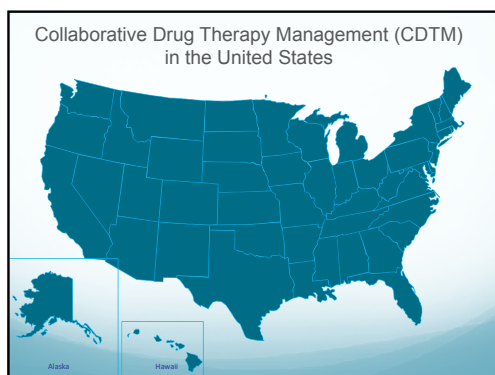 Collaborative Drug Therapy Management (CDTM)
in the United States
Alaska
Hawaii